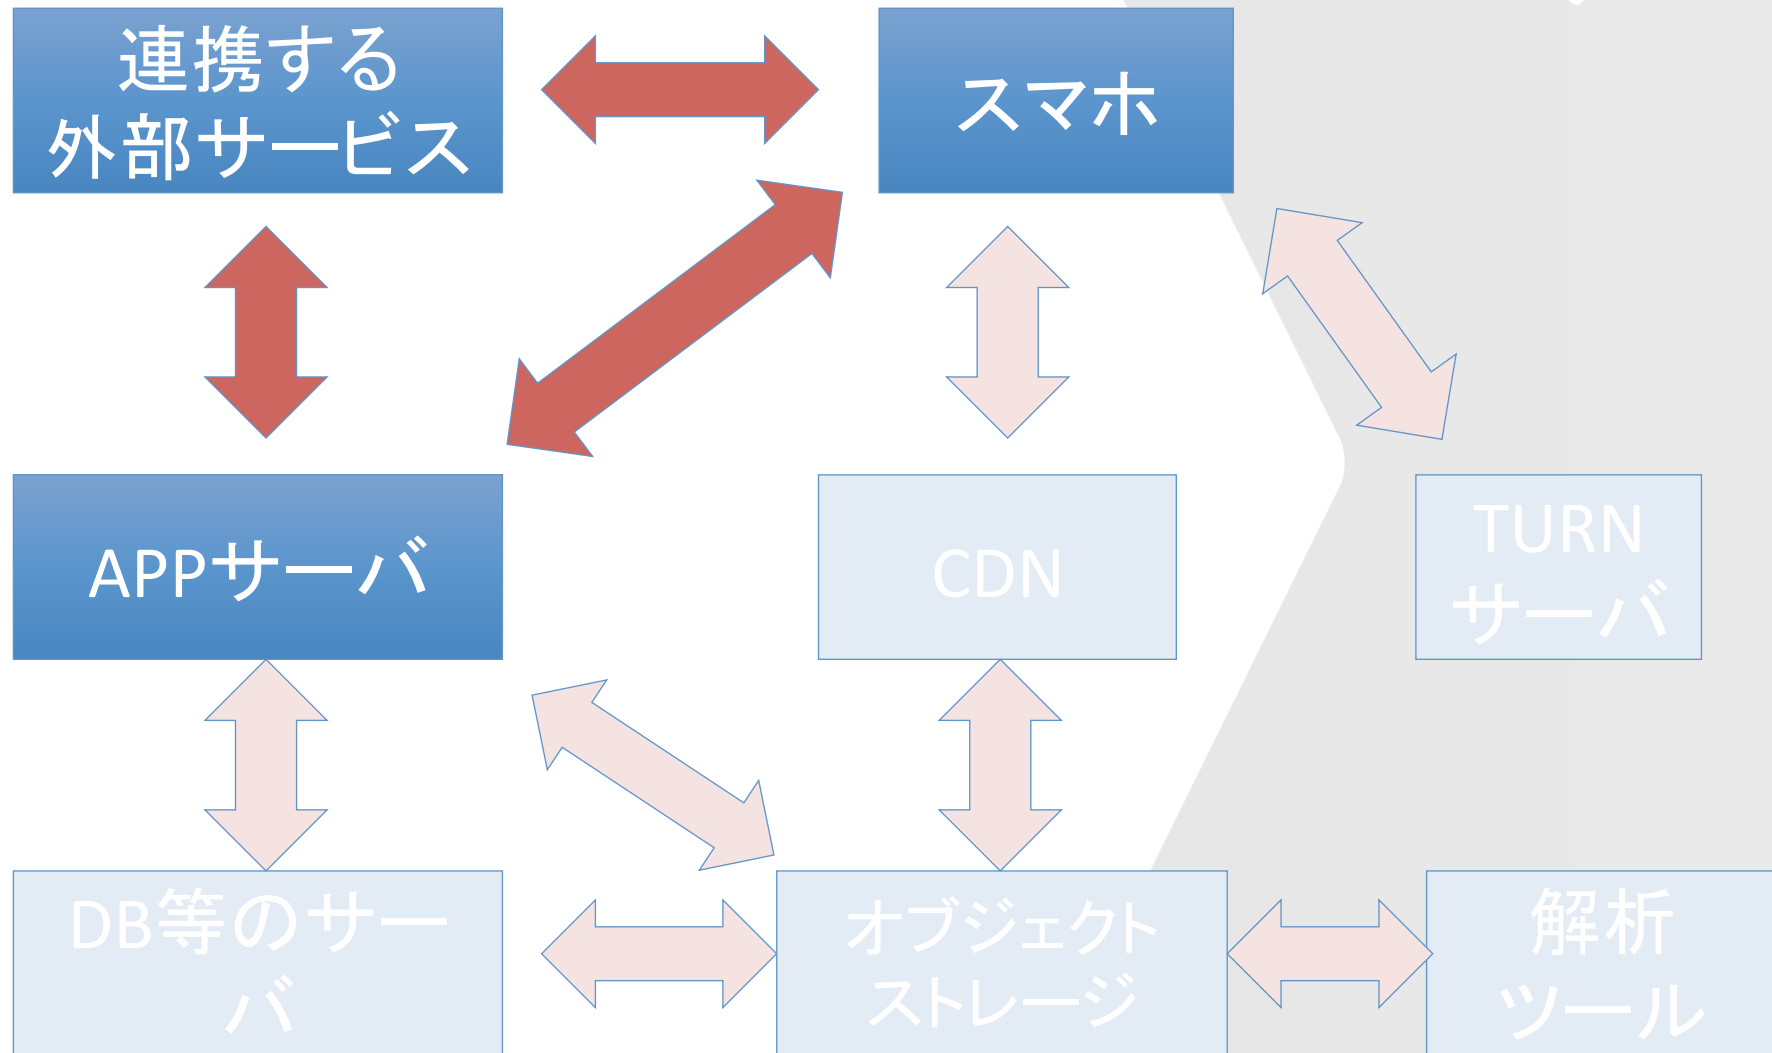 連携する
外部サービス
スマホ
APPサーバ
CDN
TURN
サーバ
DB等のサー
バ
オブジェクト
ストレージ
解析
ツール